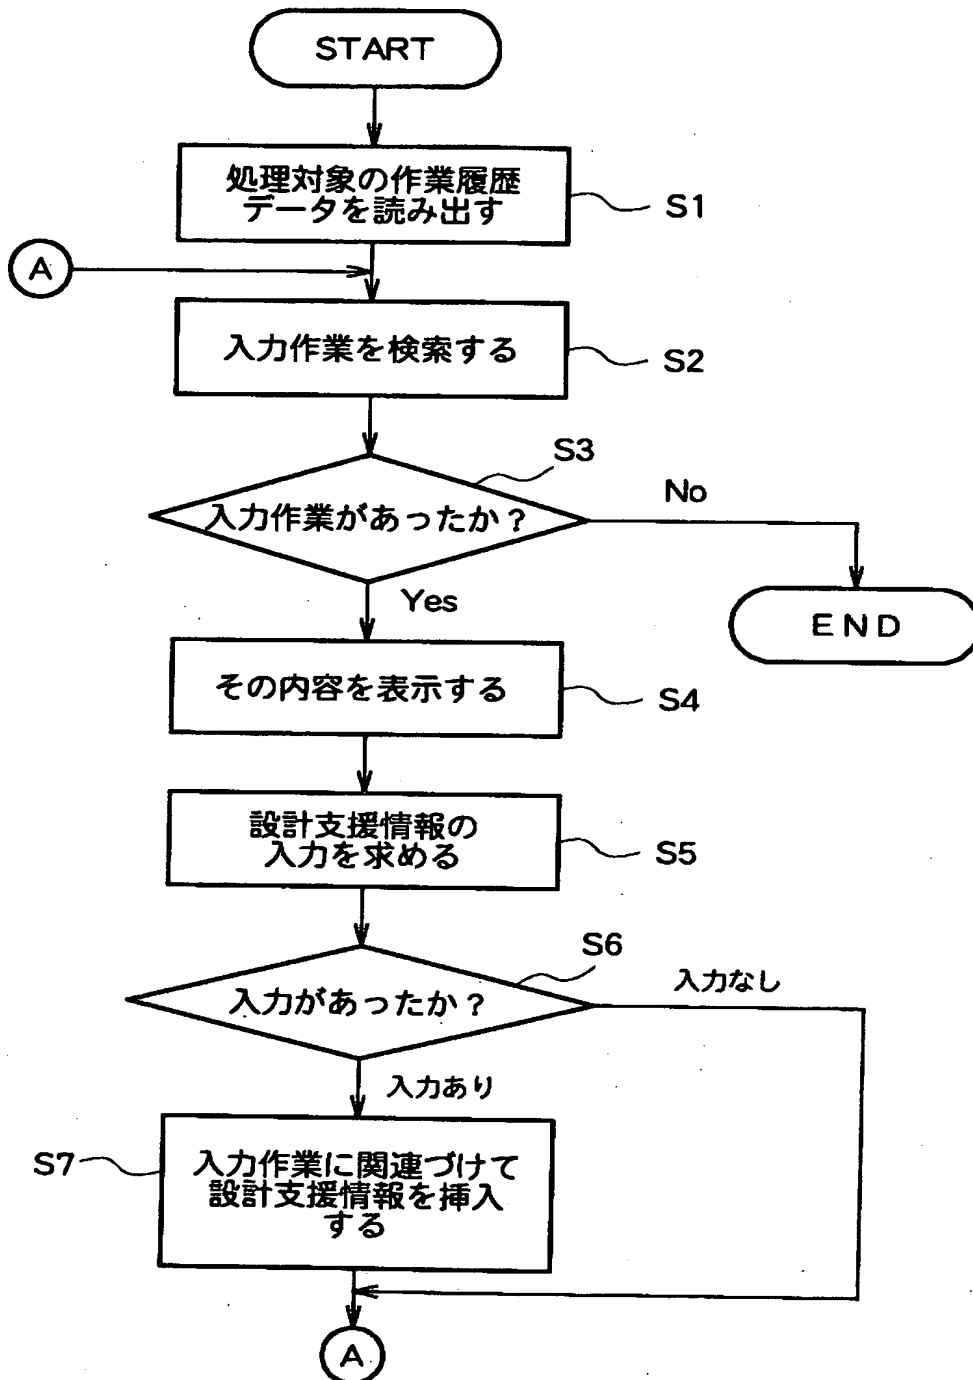 START
処理対象の作業履歴
データを読み出す
S1
A
入力作業を検索する
S2
S3
入力作業があったか？
No
Yes
END
その内容を表示する
S4
設計支援情報の
入力を求める
S5
S6
入力があったか？
入力なし
入力あり
S7
入力作業に関連づけて
設計支援情報を挿入
する
A